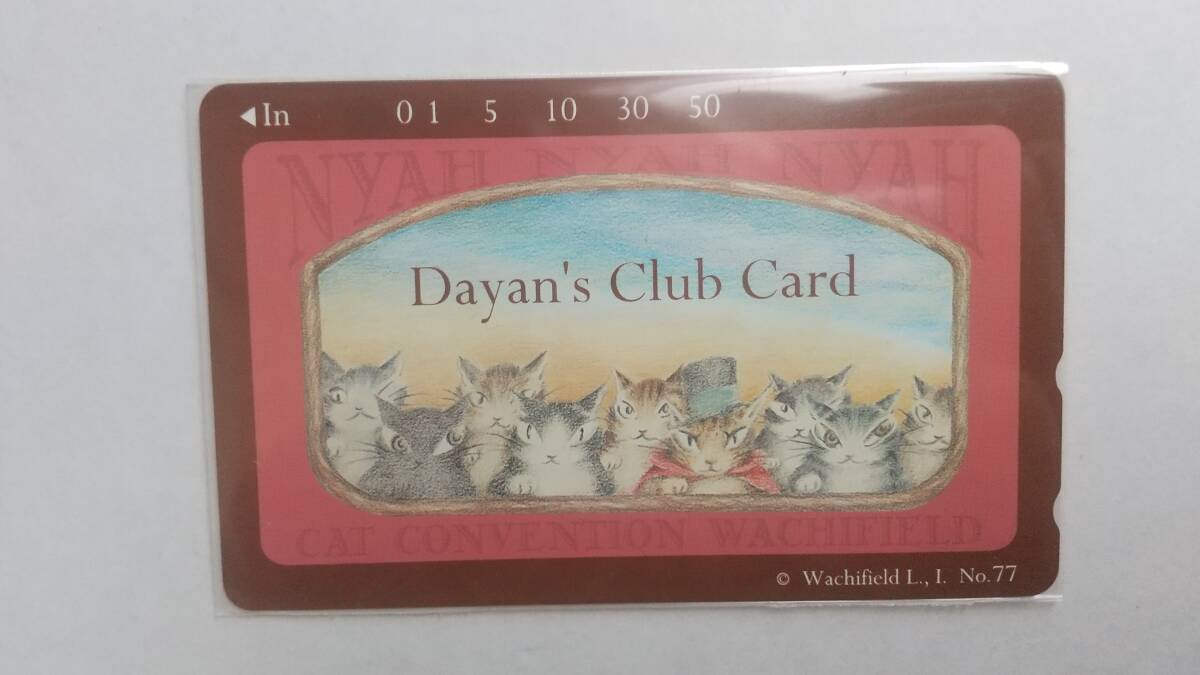 ◀In 0 1 5 10 30 50
NYAH NYAH NYAH
Dayan's Club Card
CAT CONVENTION WACHIFIELD
© Wachifield L., I. No.77